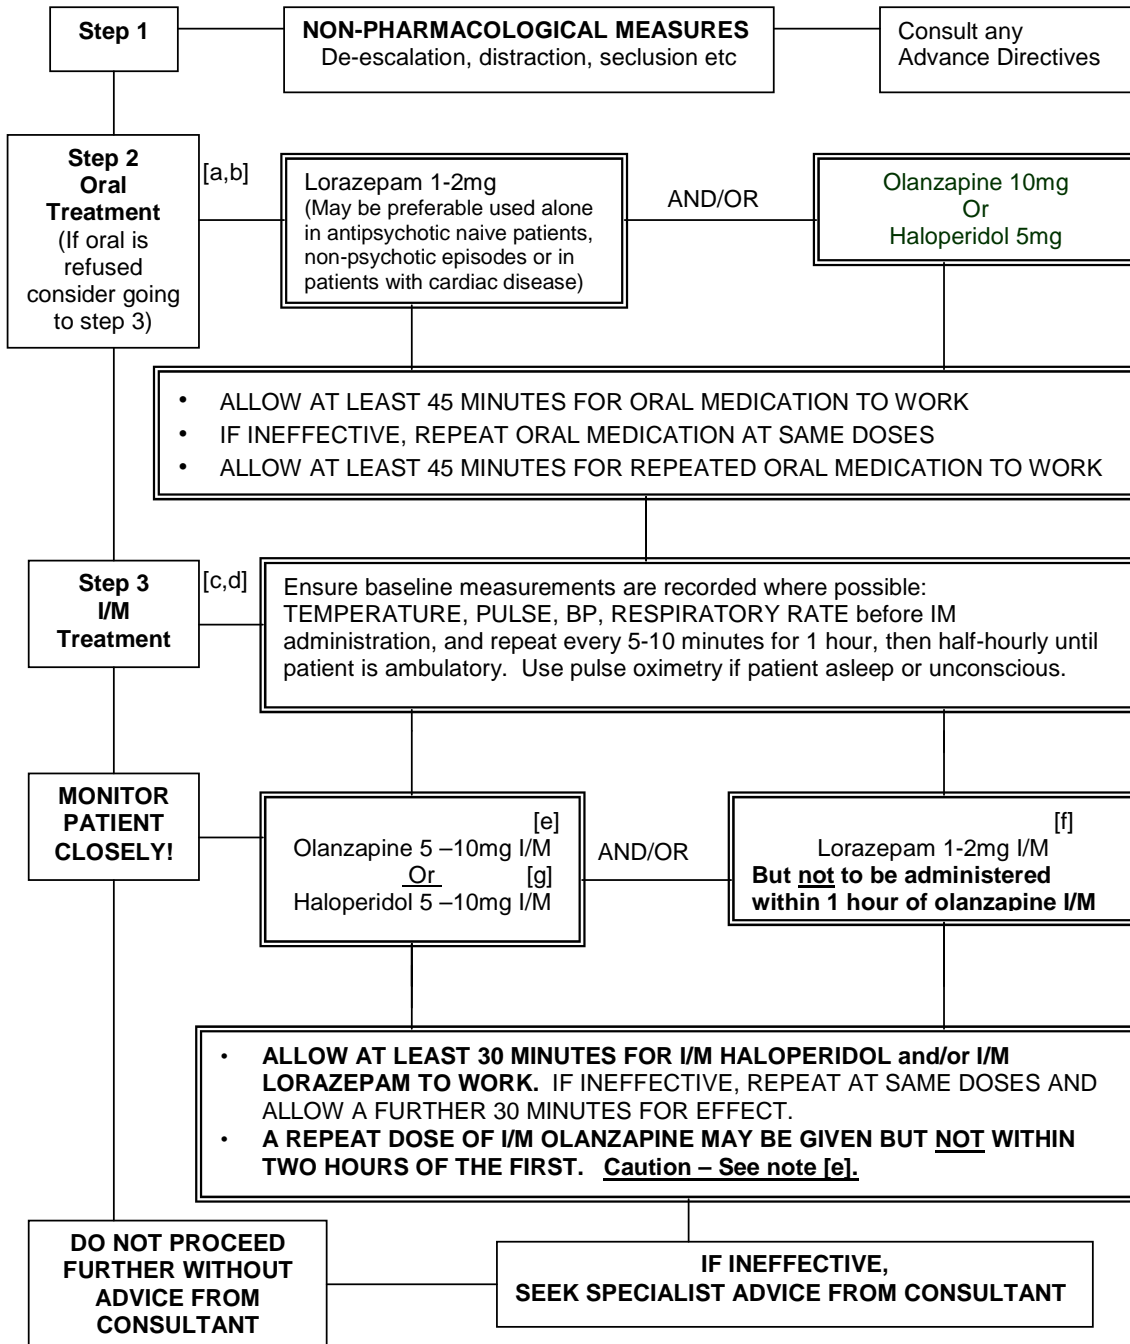 Step 1
NON-PHARMACOLOGICAL MEASURES
De-escalation, distraction, seclusion etc
Consult any
Advance Directives
Step 2
Oral
Treatment
(If oral is
refused
consider going
to step 3)
[a,b]
Lorazepam 1-2mg
(May be preferable used alone
in antipsychotic naive patients,
non-psychotic episodes or in
patients with cardiac disease)
AND/OR
Olanzapine 10mg
Or
Haloperidol 5mg
• ALLOW AT LEAST 45 MINUTES FOR ORAL MEDICATION TO WORK
• IF INEFFECTIVE, REPEAT ORAL MEDICATION AT SAME DOSES
• ALLOW AT LEAST 45 MINUTES FOR REPEATED ORAL MEDICATION TO WORK
Step 3
I/M
Treatment
[c,d]
Ensure baseline measurements are recorded where possible:
TEMPERATURE, PULSE, BP, RESPIRATORY RATE before IM
administration, and repeat every 5-10 minutes for 1 hour, then half-hourly until
patient is ambulatory. Use pulse oximetry if patient asleep or unconscious.
MONITOR
PATIENT
CLOSELY!
[e]
Olanzapine 5 –10mg I/M
Or [g]
Haloperidol 5 –10mg I/M
AND/OR
[f]
Lorazepam 1-2mg I/M
But not to be administered
within 1 hour of olanzapine I/M
• ALLOW AT LEAST 30 MINUTES FOR I/M HALOPERIDOL and/or I/M
LORAZEPAM TO WORK. IF INEFFECTIVE, REPEAT AT SAME DOSES AND
ALLOW A FURTHER 30 MINUTES FOR EFFECT.
• A REPEAT DOSE OF I/M OLANZAPINE MAY BE GIVEN BUT NOT WITHIN
TWO HOURS OF THE FIRST. Caution – See note [e].
DO NOT PROCEED
FURTHER WITHOUT
ADVICE FROM
CONSULTANT
IF INEFFECTIVE,
SEEK SPECIALIST ADVICE FROM CONSULTANT